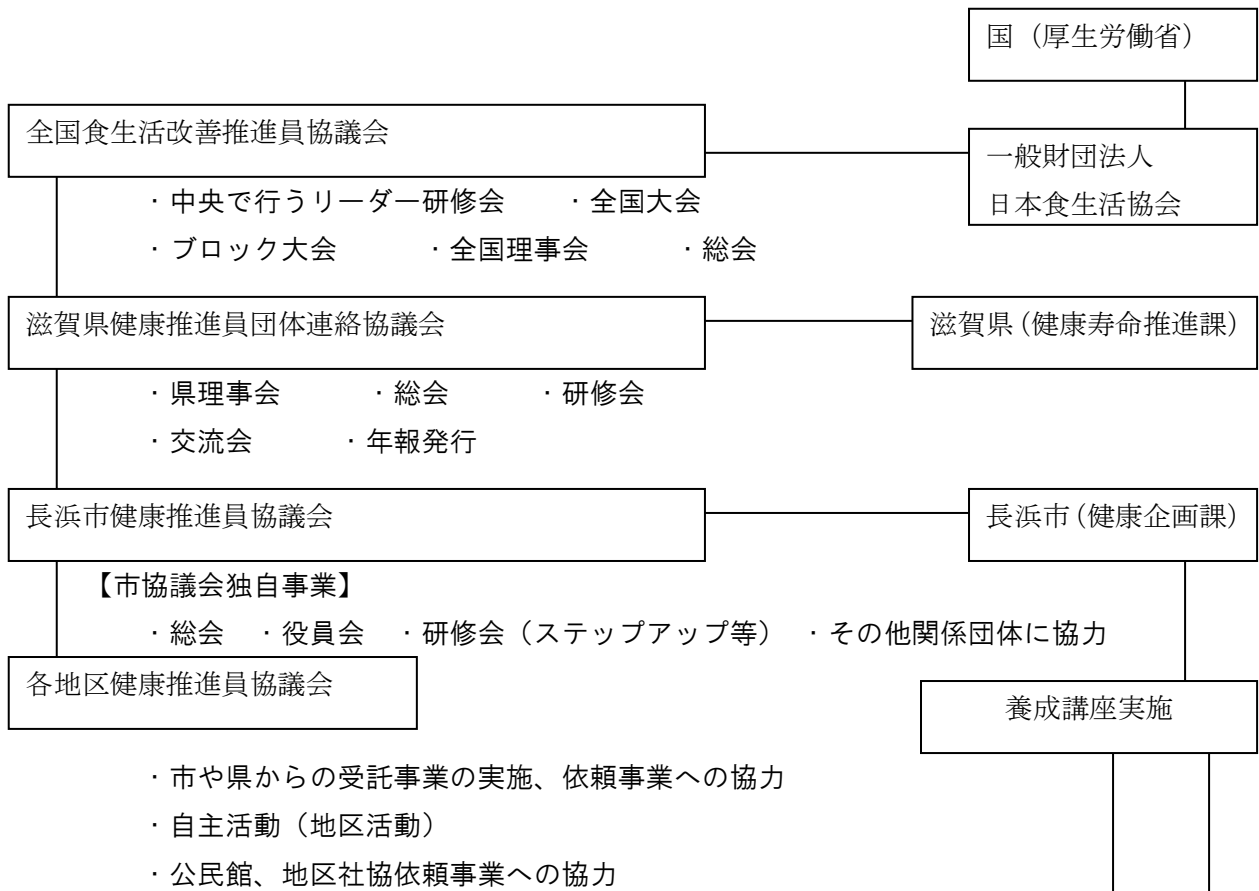 国（厚生労働省）
全国食生活改善推進員協議会
一般財団法人
日本食生活協会
・中央で行うリーダー研修会　・全国大会
・ブロック大会　・全国理事会　・総会
滋賀県健康推進員団体連絡協議会
滋賀県（健康寿命推進課）
・県理事会　・総会　・研修会
・交流会　・年報発行
長浜市健康推進員協議会
長浜市（健康企画課）
【市協議会独自事業】
・総会　・役員会　・研修会（ステップアップ等）　・その他関係団体に協力
各地区健康推進員協議会
養成講座実施
・市や県からの受託事業の実施、依頼事業への協力
・自主活動（地区活動）
・公民館、地区社協依頼事業への協力